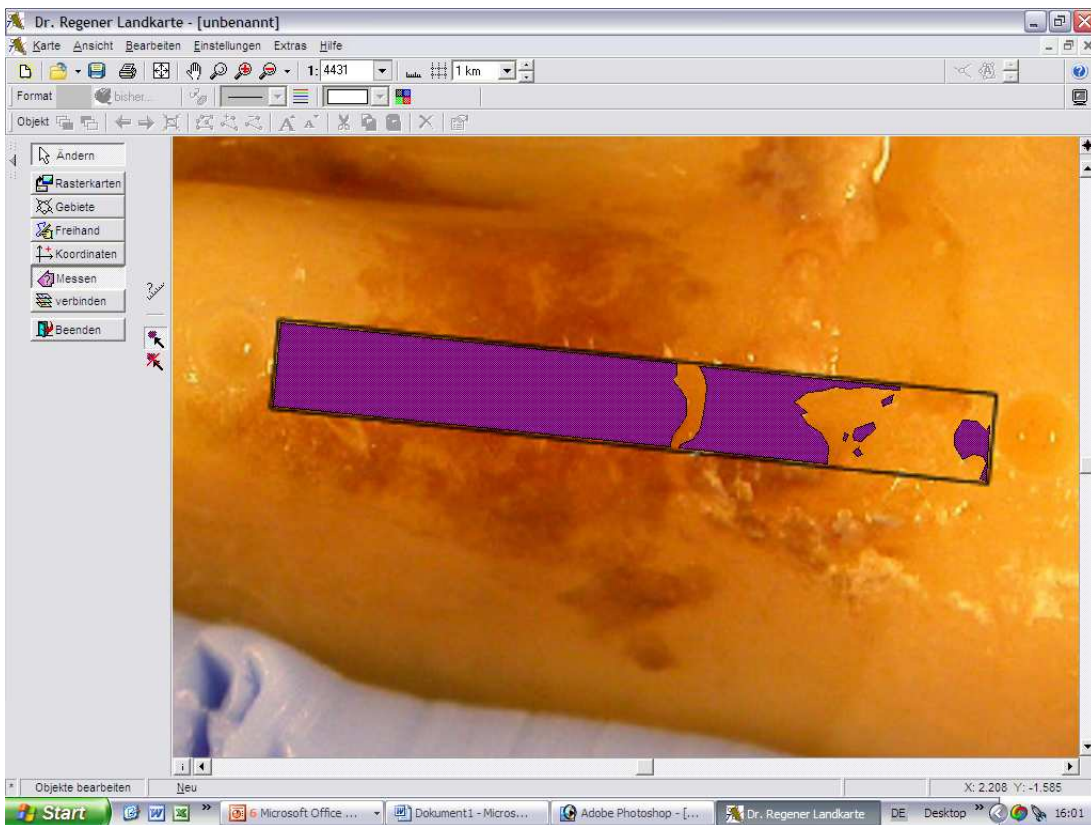 Dr. Regener Landkarte - [unbenannt]
Karte Ansicht Bearbeiten Einstellungen Extras Hilfe
1: 4431 1 km
Format bisher...
Objekt
Ändern
Rasterkarten
Gebiete
Freihand
Koordinaten
Messen
verbinden
Beenden
* Objekte bearbeiten Neu X: 2.208 Y: -1.585
Start 6 Microsoft Office ... Dokument1 - Micros... Adobe Photoshop - [... Dr. Regener Landkarte DE Desktop » 16:01